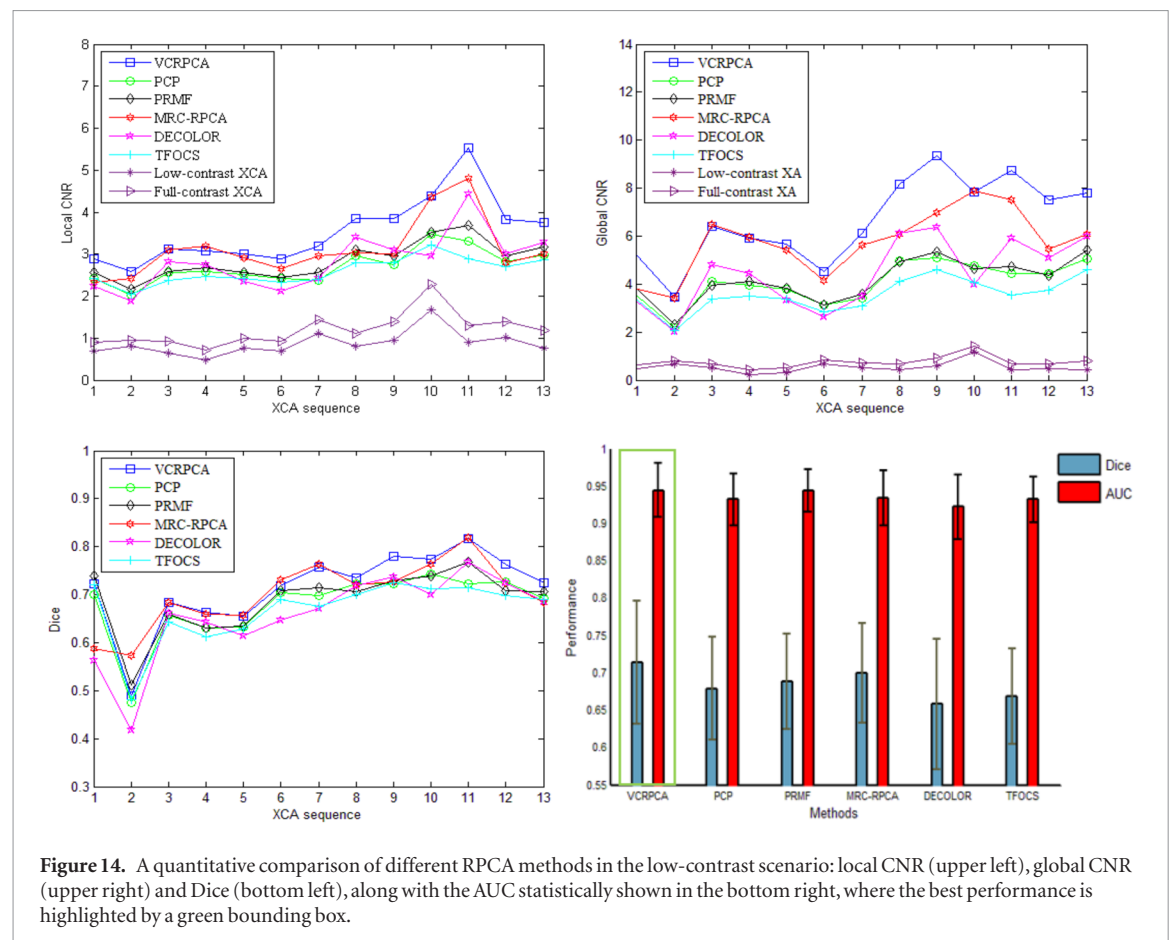 8
7
6
5
4
3
2
1
0
Local CNR
VCRPCA
PCP
PRMF
MRC-RPCA
DECOLOR
TFOCS
Low-contrast XCA
Full-contrast XCA
1 2 3 4 5 6 7 8 9 10 11 12 13
XCA sequence
14
12
10
8
6
4
2
0
Global CNR
VCRPCA
PCP
PRMF
MRC-RPCA
DECOLOR
TFOCS
Low-contrast XA
Full-contrast XA
1 2 3 4 5 6 7 8 9 10 11 12 13
XCA sequence
1
0.9
0.8
0.7
0.6
0.5
0.4
0.3
Dice
VCRPCA
PCP
PRMF
MRC-RPCA
DECOLOR
TFOCS
1 2 3 4 5 6 7 8 9 10 11 12 13
XCA sequence
1
0.95
0.9
0.85
0.8
0.75
0.7
0.65
0.6
0.55
Performance
Dice
AUC
VCRPCA PCP PRMF MRC-RPCA DECOLOR TFOCS
Methods
Figure 14. A quantitative comparison of different RPCA methods in the low-contrast scenario: local CNR (upper left), global CNR
(upper right) and Dice (bottom left), along with the AUC statistically shown in the bottom right, where the best performance is
highlighted by a green bounding box.